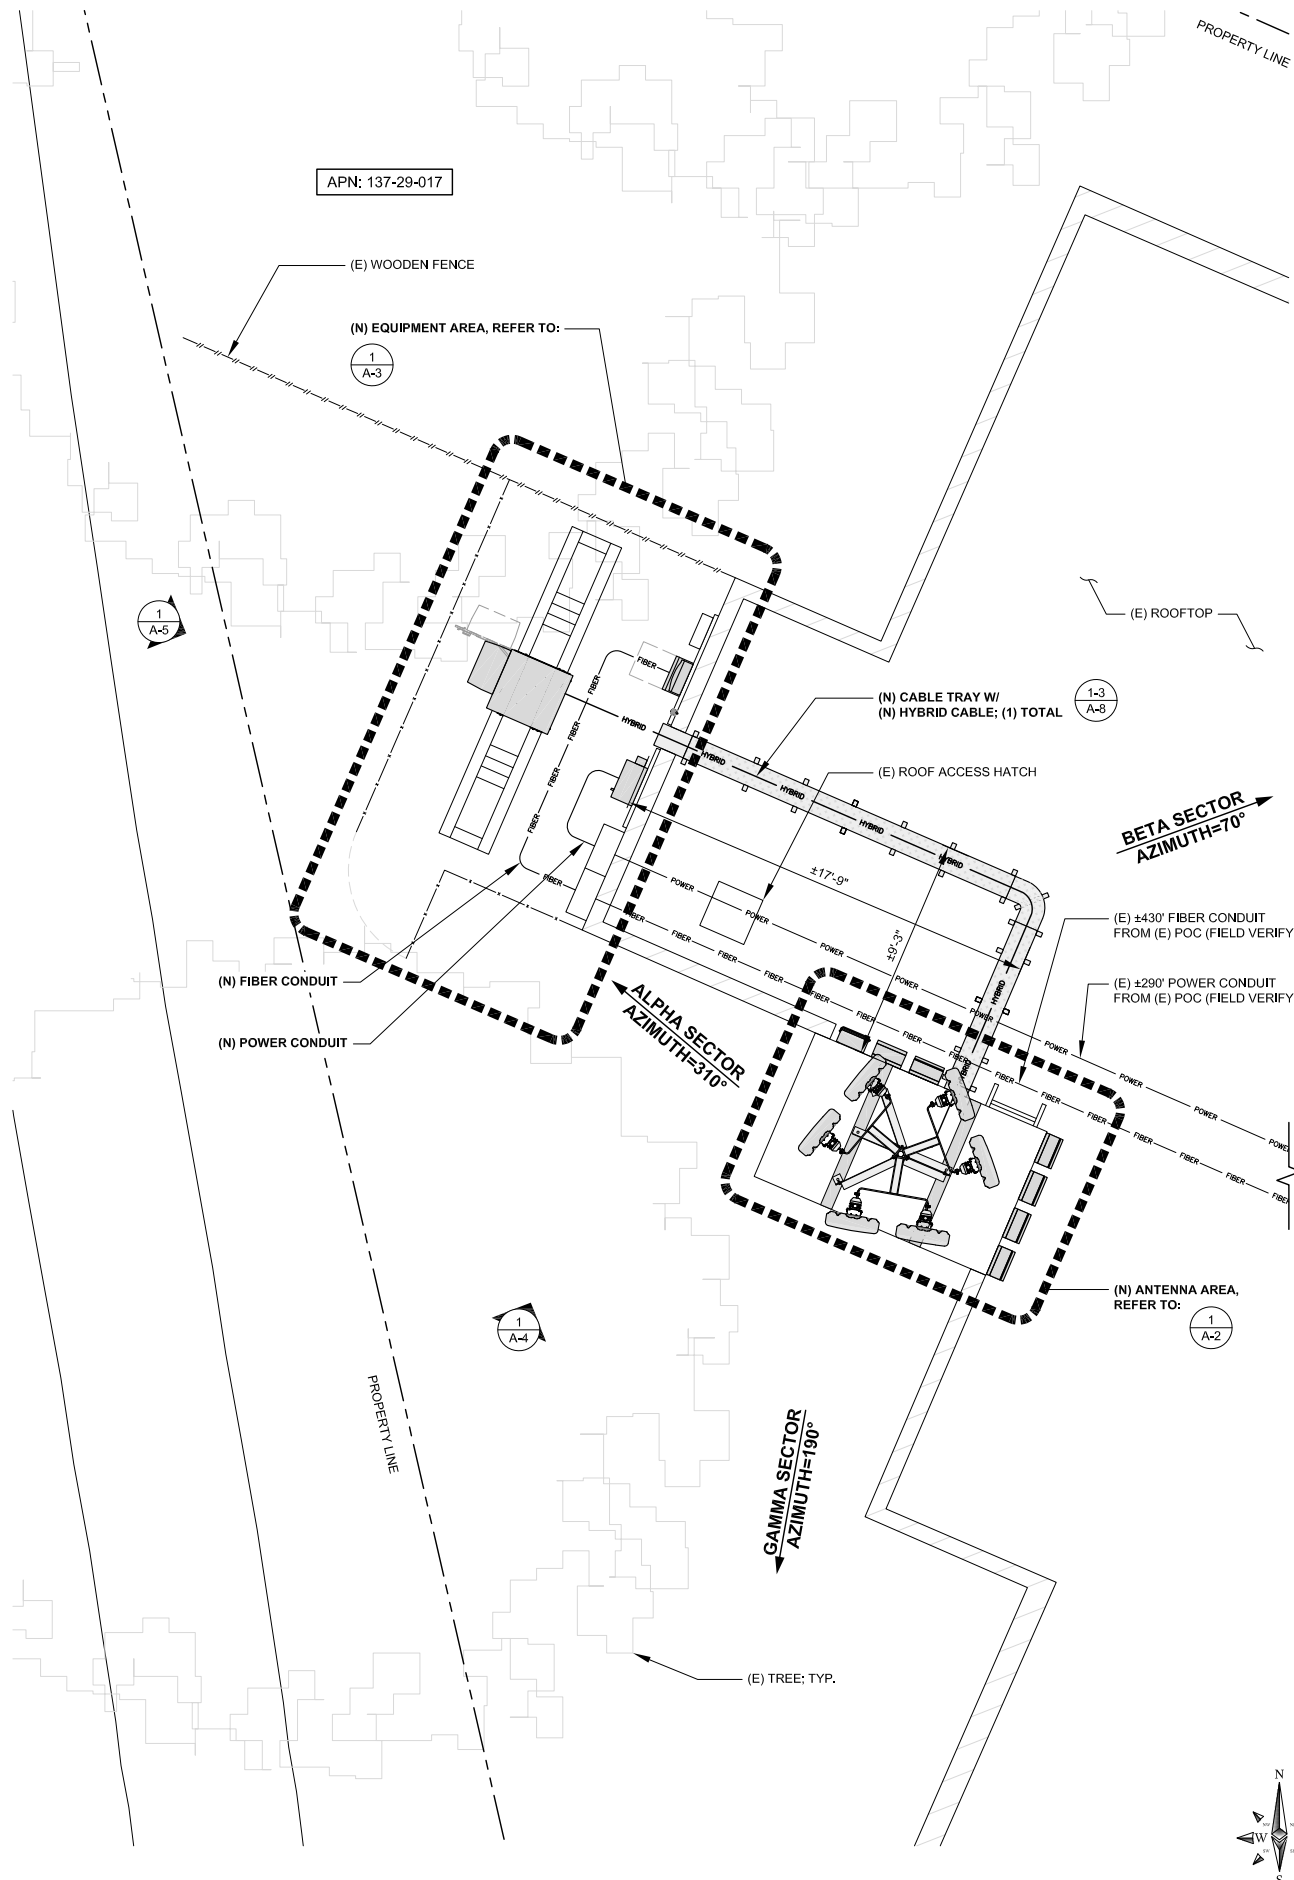 PROPERTY LINE
APN: 137-29-017
(E) WOODEN FENCE
(N) EQUIPMENT AREA, REFER TO:
1
A-3
1
A-5
(E) ROOFTOP
FIBER
FIBER
FIBER
FIBER
FIBER
HYBRID
HYBRID
HYBRID
HYBRID
HYBRID
HYBRID
(N) CABLE TRAY W/
(N) HYBRID CABLE; (1) TOTAL
1-3
A-8
(E) ROOF ACCESS HATCH
BETA SECTOR
AZIMUTH=70°
±17'-9"
±9'-3"
POWER
POWER
POWER
POWER
POWER
POWER
POWER
POWER
FIBER
FIBER
FIBER
FIBER
FIBER
FIBER
FIBER
FIBER
FIBER
FIBER
FIBER
FIBER
(E) ±430' FIBER CONDUIT
FROM (E) POC (FIELD VERIFY
(E) ±290' POWER CONDUIT
FROM (E) POC (FIELD VERIFY
(N) FIBER CONDUIT
(N) POWER CONDUIT
ALPHA SECTOR
AZIMUTH=310°
(N) ANTENNA AREA,
REFER TO:
1
A-2
1
A-4
PROPERTY LINE
GAMMA SECTOR
AZIMUTH=190°
(E) TREE; TYP.
N
W
S